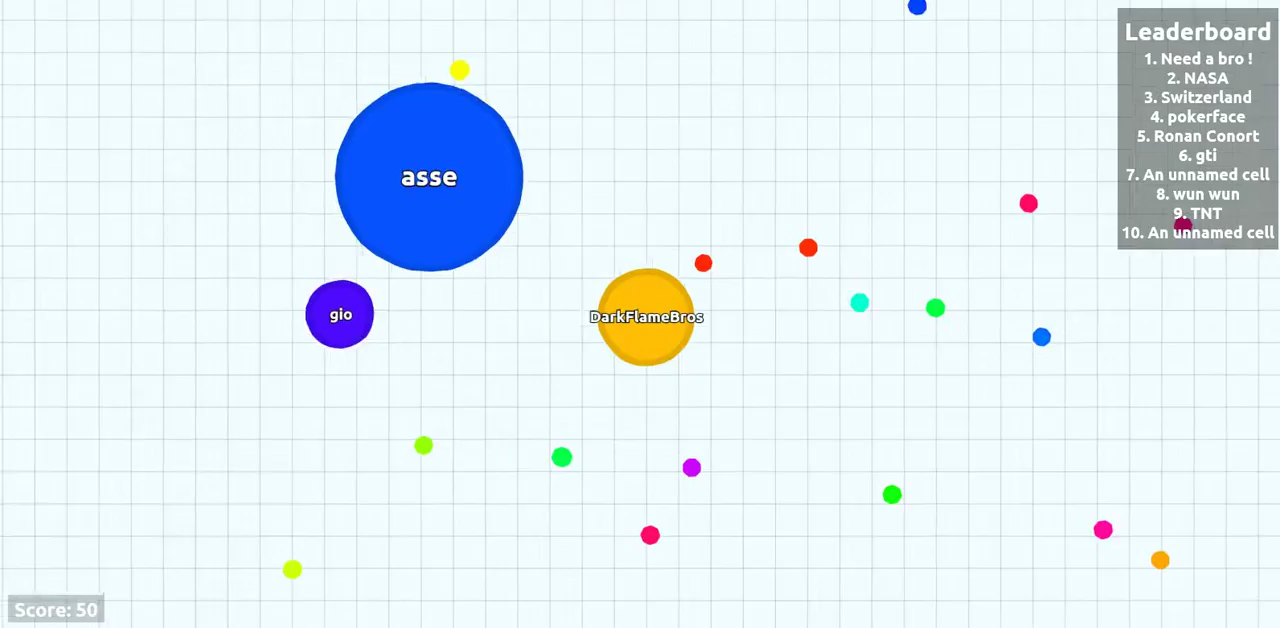 Leaderboard
1. Need a bro !
2. NASA
3. Switzerland
4. pokerface
5. Ronan Conort
6. gti
7. An unnamed cell
8. wun wun
9. TNT
10. An unnamed cell
asse
gio
DarkFlameBros
Score: 50